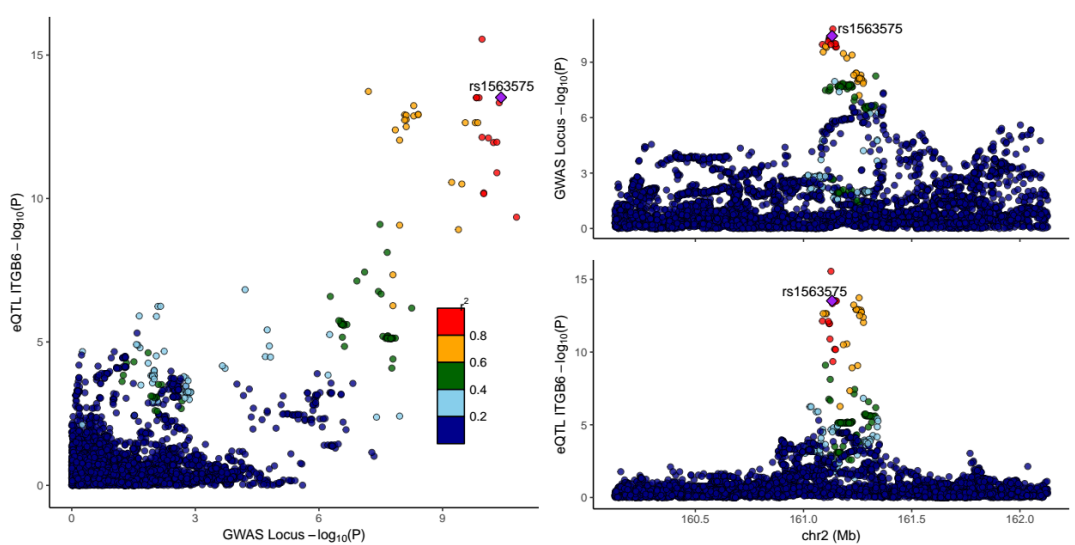 15
10
5
0
eQTL ITGB6 −log10(P)
rs1563575
r2
0.8
0.6
0.4
0.2
0 3 6 9
GWAS Locus −log10(P)
rs1563575
9
6
3
0
GWAS Locus −log10(P)
rs1563575
15
10
5
0
eQTL ITGB6 −log10(P)
160.5 161.0 161.5 162.0
chr2 (Mb)